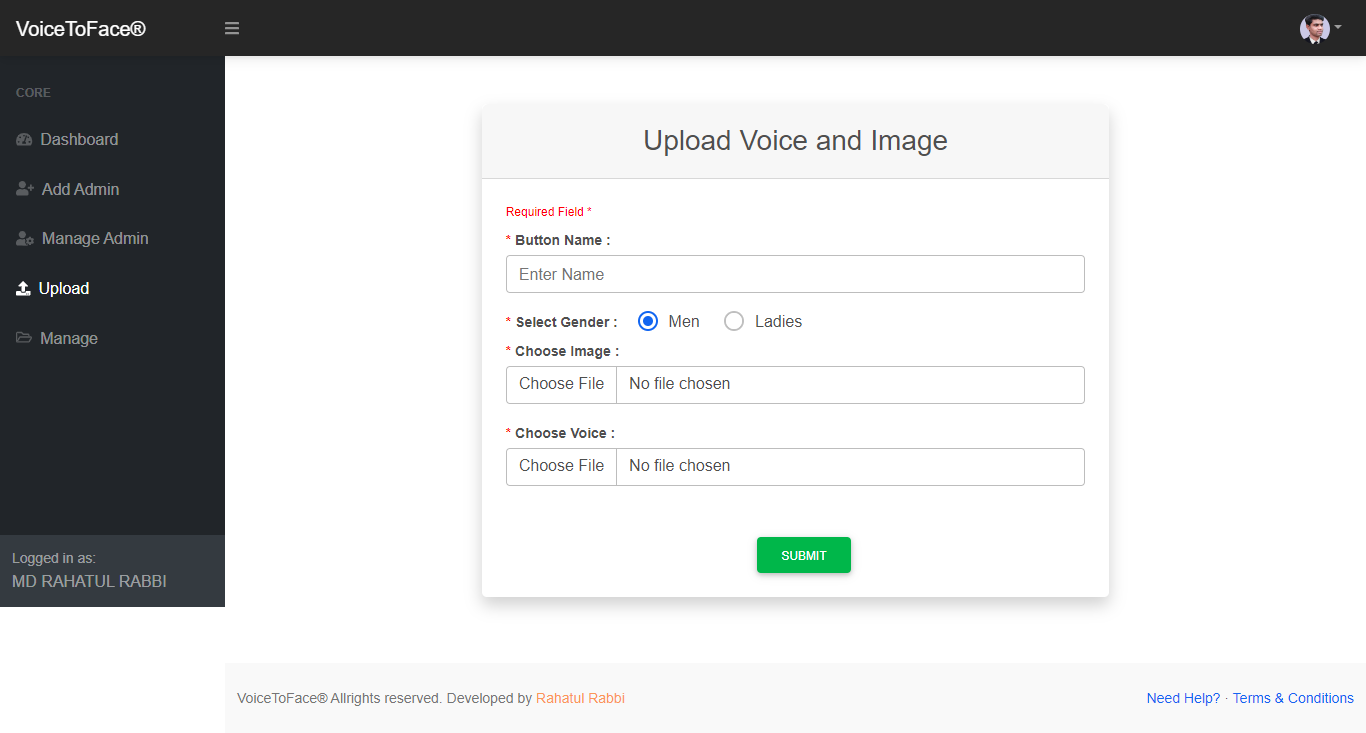 VoiceToFace®
CORE
Dashboard
Add Admin
Manage Admin
Upload
Manage
Logged in as:
MD RAHATUL RABBI
Upload Voice and Image
Required Field *
* Button Name :
Enter Name
* Select Gender : Men Ladies
* Choose Image :
Choose File No file chosen
* Choose Voice :
Choose File No file chosen
SUBMIT
VoiceToFace® Allrights reserved. Developed by Rahatul Rabbi
Need Help? · Terms & Conditions